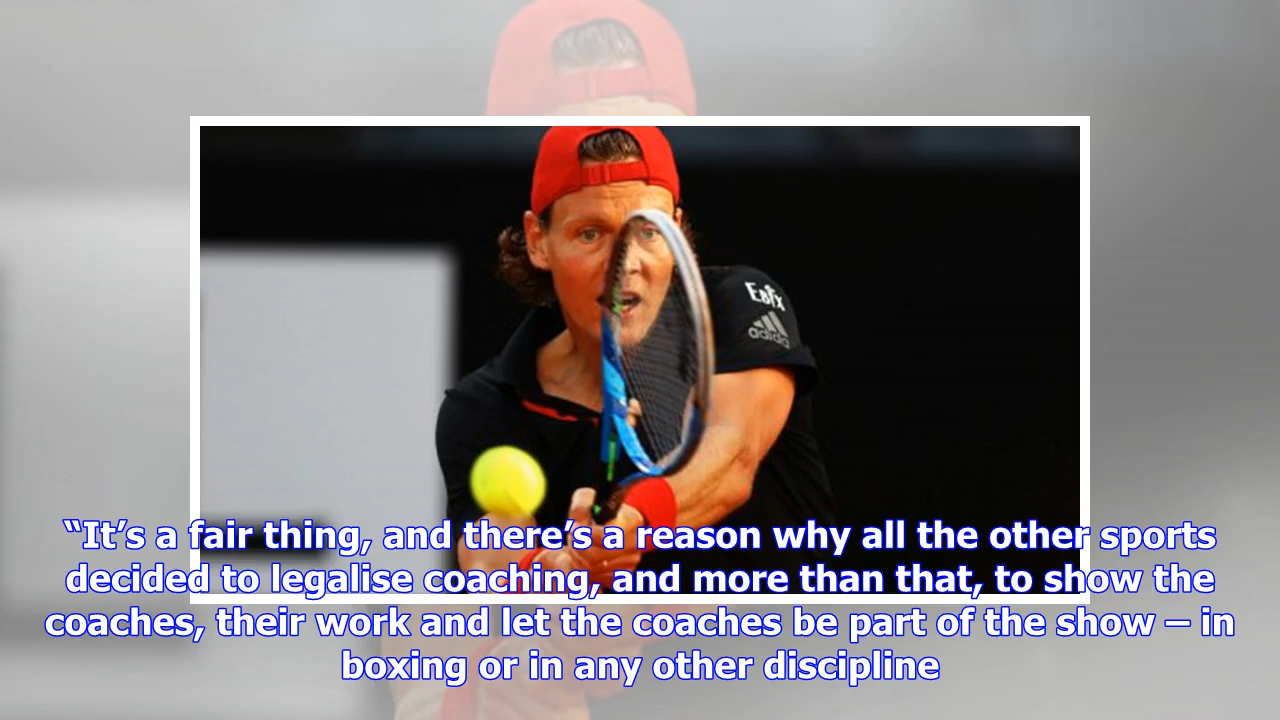 Ebix
adidas
“It’s a fair thing, and there’s a reason why all the other sports
decided to legalise coaching, and more than that, to show the
coaches, their work and let the coaches be part of the show – in
boxing or in any other discipline